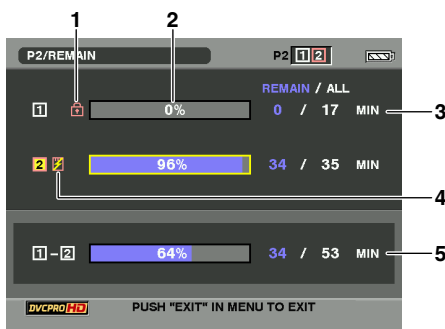 1 2
P2/REMAIN P2 1 2
REMAIN / ALL
1 0% 0 / 17 MIN 3
2 96% 34 / 35 MIN
4
1-2 64% 34 / 53 MIN 5
DVCPRO HD PUSH "EXIT" IN MENU TO EXIT